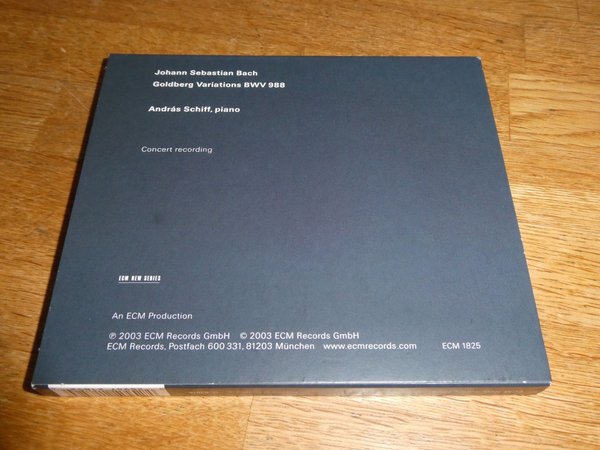 Johann Sebastian Bach
Goldberg Variations BWV 988
András Schiff, piano
Concert recording
ECM NEW SERIES
An ECM Production
℗ 2003 ECM Records GmbH © 2003 ECM Records GmbH
ECM Records, Postfach 600 331, 81203 München www.ecmrecords.com ECM 1825